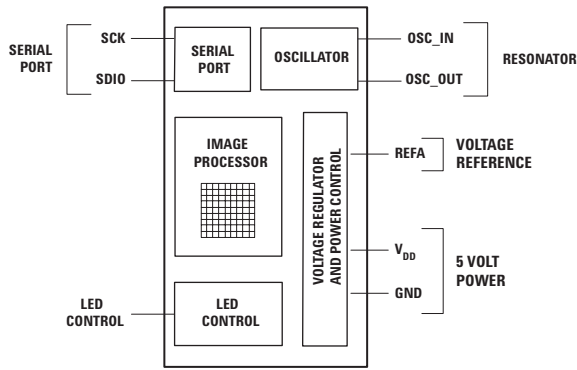 SERIAL
PORT
SCK
SDIO
SERIAL
PORT
OSCILLATOR
OSC_IN
OSC_OUT
RESONATOR
IMAGE
PROCESSOR
VOLTAGE REGULATOR
AND POWER CONTROL
REFA
VOLTAGE
REFERENCE
VDD
GND
5 VOLT
POWER
LED
CONTROL
LED
CONTROL